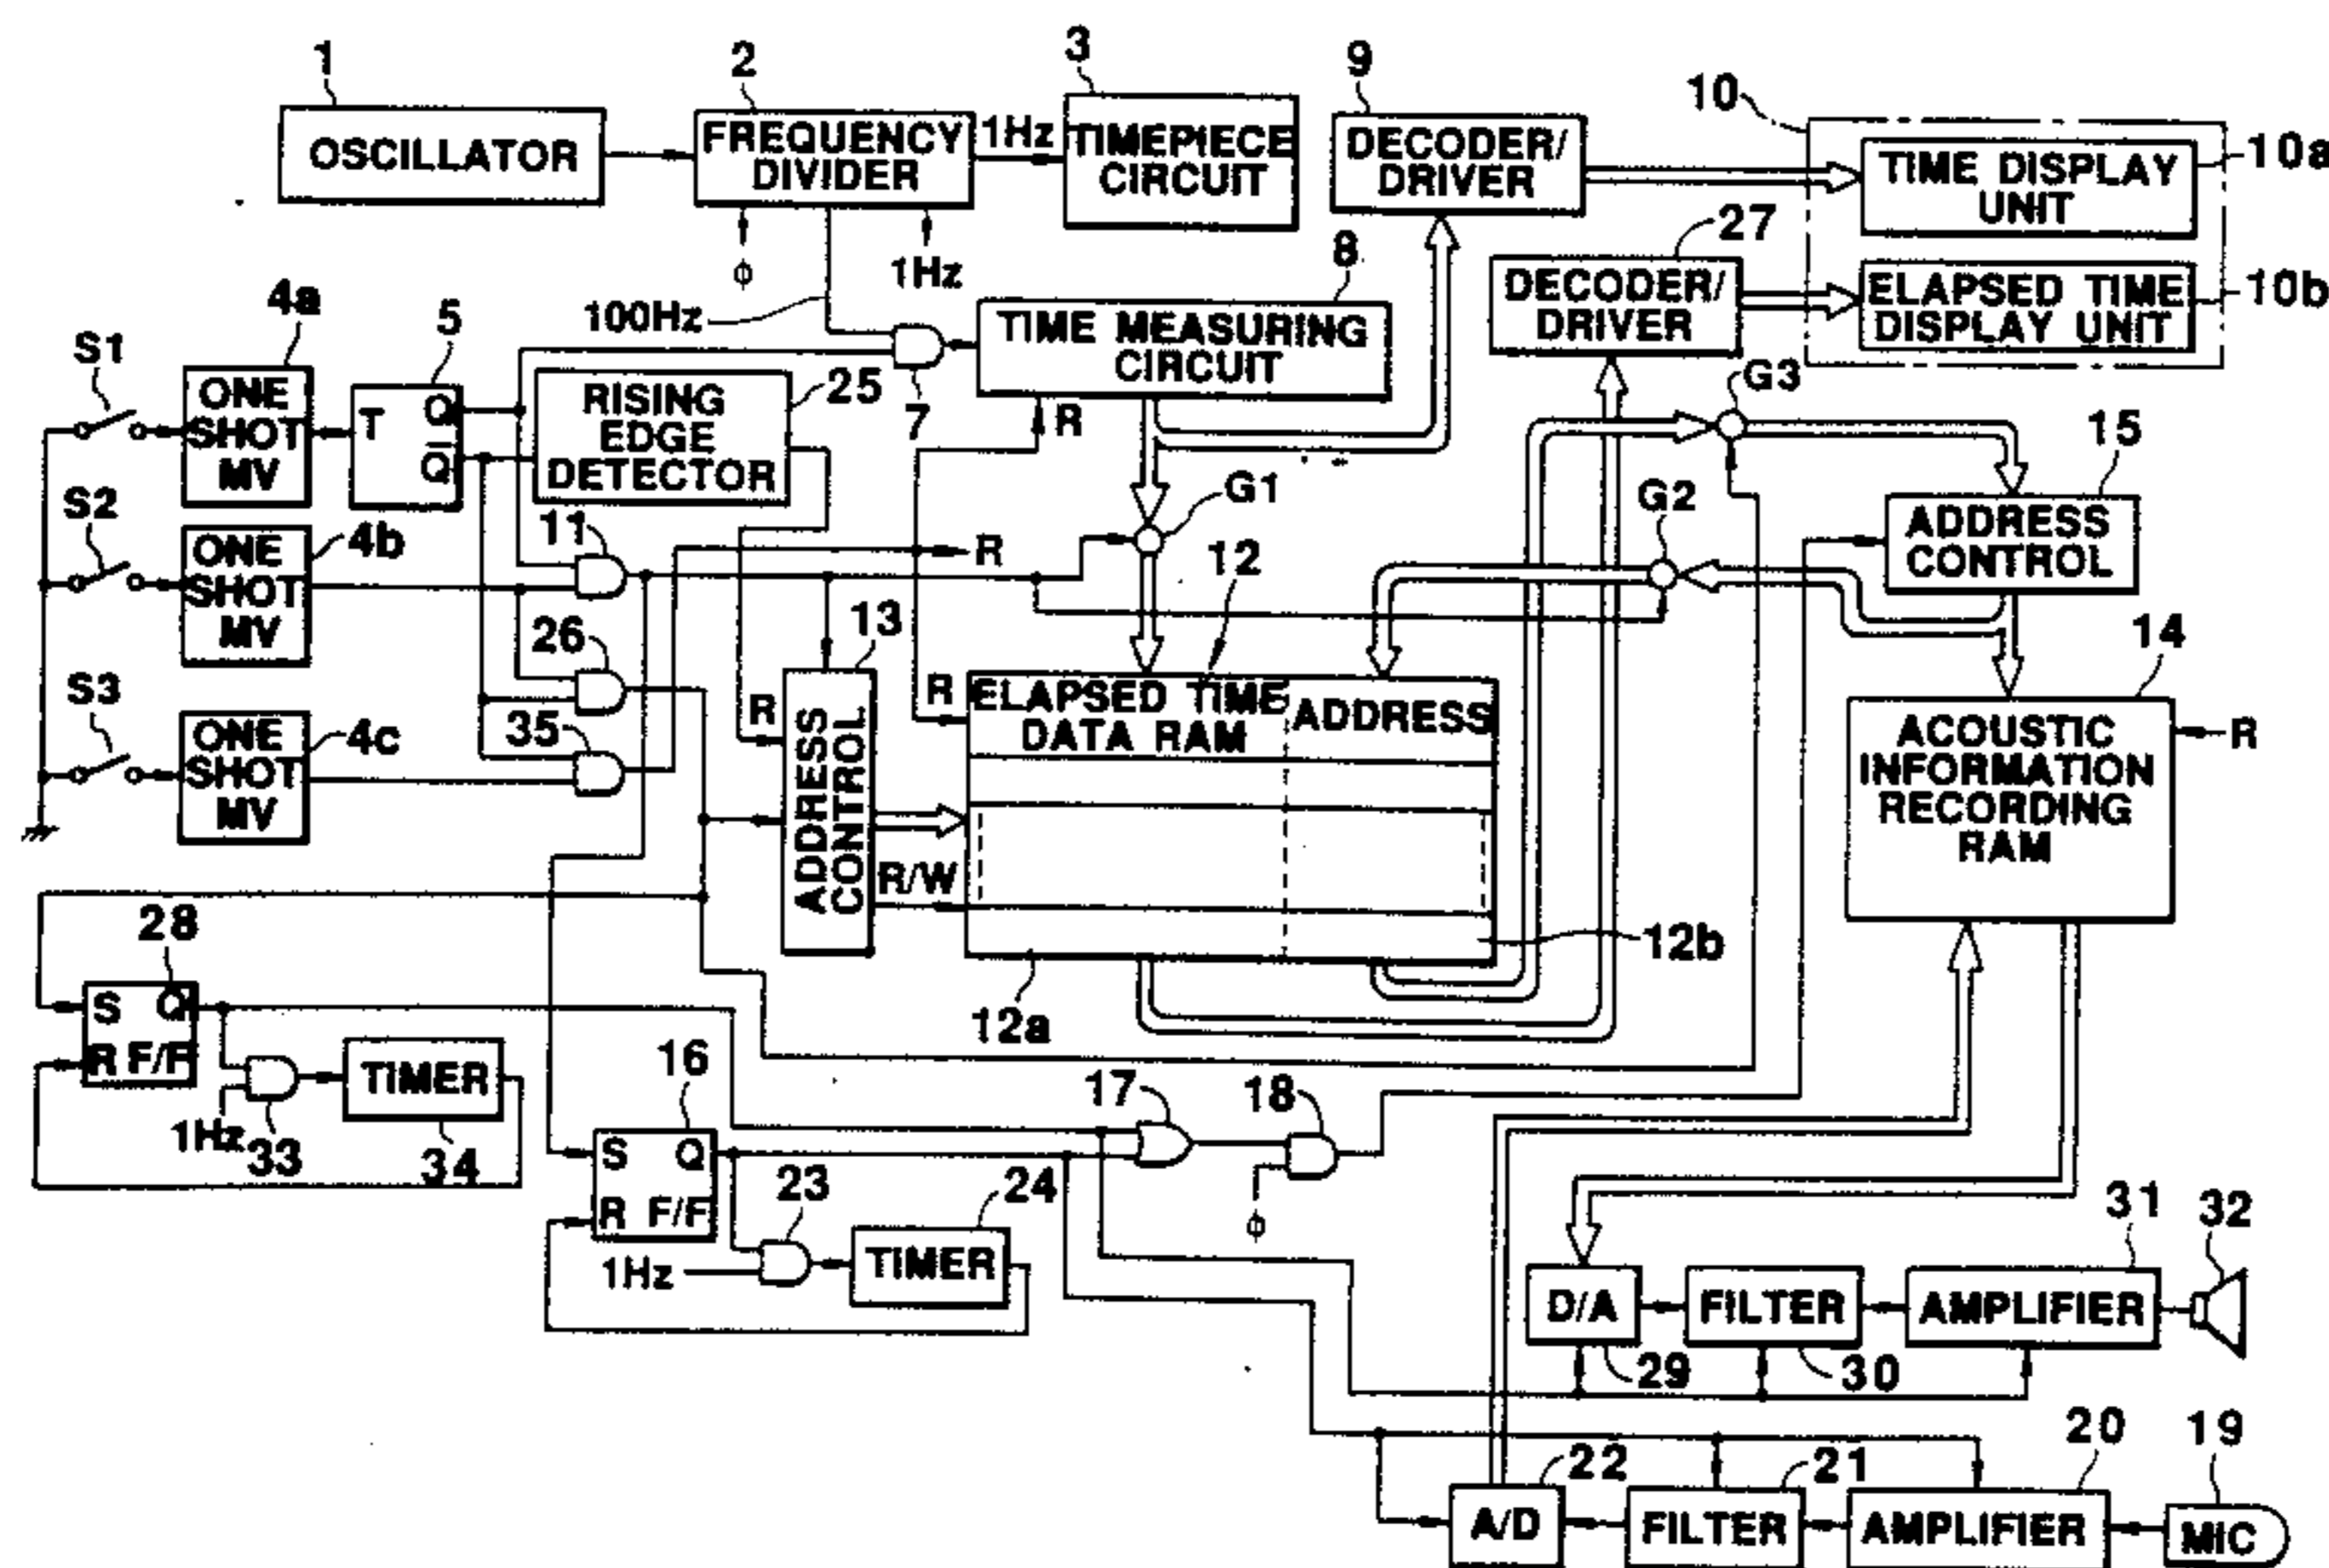 1
2
3
9
10
OSCILLATOR
FREQUENCY
DIVIDER
1Hz
TIMEPIECE
CIRCUIT
DECODER/
DRIVER
TIME DISPLAY
UNIT
10a
27
ϕ
1Hz
8
DECODER/
DRIVER
ELAPSED TIME
DISPLAY UNIT
10b
4a
5
100Hz
TIME MEASURING
CIRCUIT
S1
ONE
SHOT
MV
T
Q
Q̄
RISING
EDGE
DETECTOR
25
7
R
G3
15
S2
11
G1
G2
ADDRESS
CONTROL
ONE
SHOT
MV
4b
R
12
26
13
14
S3
ONE
SHOT
MV
4c
35
R
ADDRESS
CONTROL
R
ELAPSED TIME
DATA RAM
ADDRESS
ACOUSTIC
INFORMATION
RECORDING
RAM
R
R/W
28
12b
12a
S
Q
R F/F
TIMER
16
17
18
1Hz
33
34
S
Q
R F/F
23
24
ϕ
31
32
1Hz
TIMER
D/A
FILTER
AMPLIFIER
29
30
22
21
20
19
A/D
FILTER
AMPLIFIER
MIC